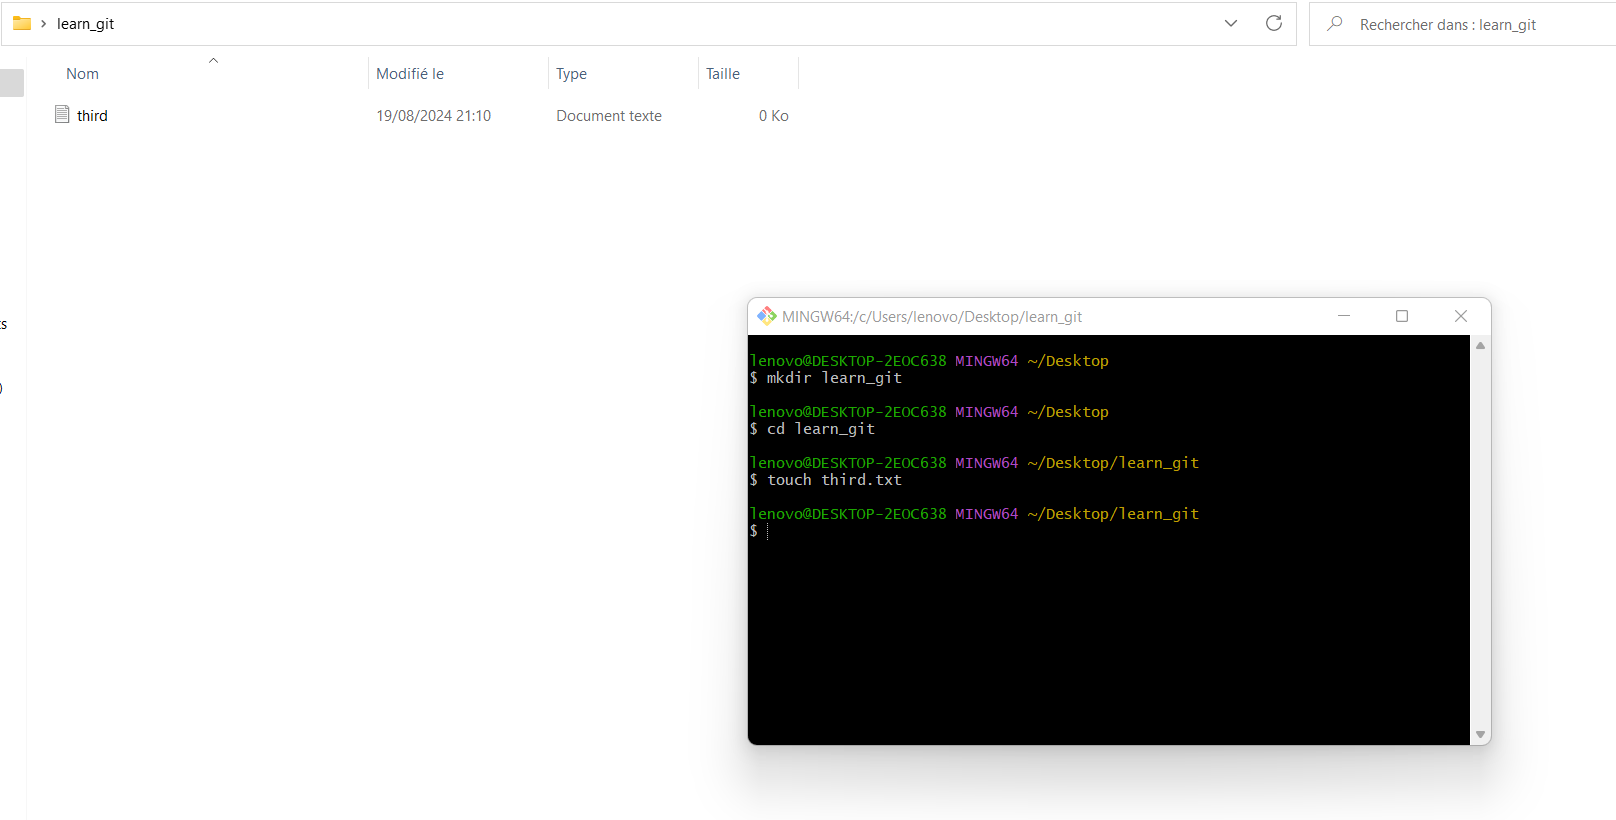 learn_git
Rechercher dans : learn_git
Nom
Modifié le
Type
Taille
third
19/08/2024 21:10
Document texte
0 Ko
s
)
MINGW64:/c/Users/lenovo/Desktop/learn_git
lenovo@DESKTOP-2EOC638 MINGW64 ~/Desktop
$ mkdir learn_git
lenovo@DESKTOP-2EOC638 MINGW64 ~/Desktop
$ cd learn_git
lenovo@DESKTOP-2EOC638 MINGW64 ~/Desktop/learn_git
$ touch third.txt
lenovo@DESKTOP-2EOC638 MINGW64 ~/Desktop/learn_git
$